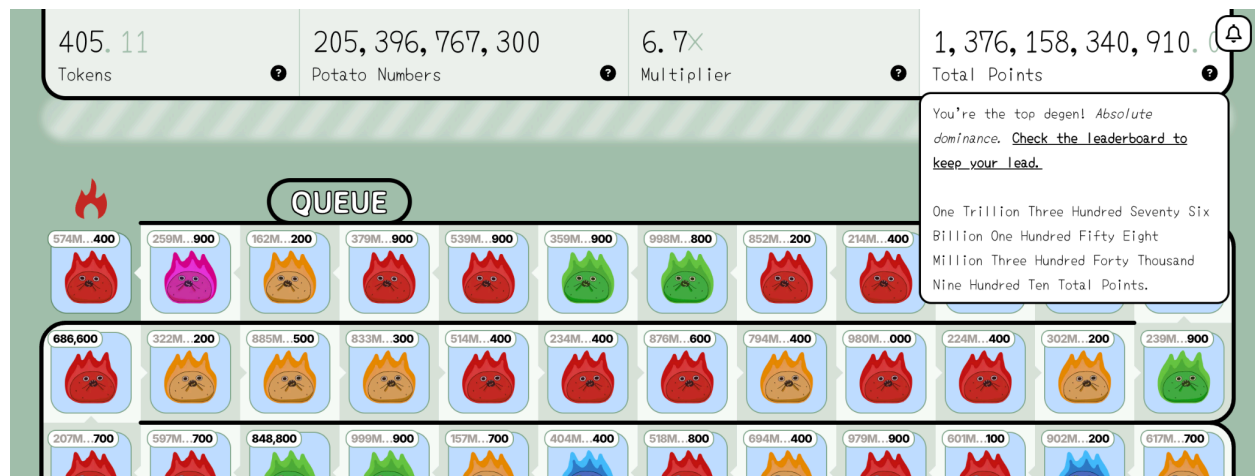 405.11
Tokens
?
205,396,767,300
Potato Numbers
?
6.7X
Multiplier
?
1,376,158,340,910.
Total Points
?
You're the top degen! Absolute
dominance. Check the leaderboard to
keep your lead.
One Trillion Three Hundred Seventy Six
Billion One Hundred Fifty Eight
Million Three Hundred Forty Thousand
Nine Hundred Ten Total Points.
QUEUE
574M...400 259M...900 162M...200 379M...900 539M...900 359M...900 998M...800 852M...200 214M...400
686,600 322M...200 885M...500 833M...300 514M...400 234M...400 876M...600 794M...400 980M...000 224M...400 302M...200 239M...900
207M...700 597M...700 848,800 999M...900 157M...700 404M...400 518M...800 694M...400 979M...900 601M...100 902M...200 617M...700